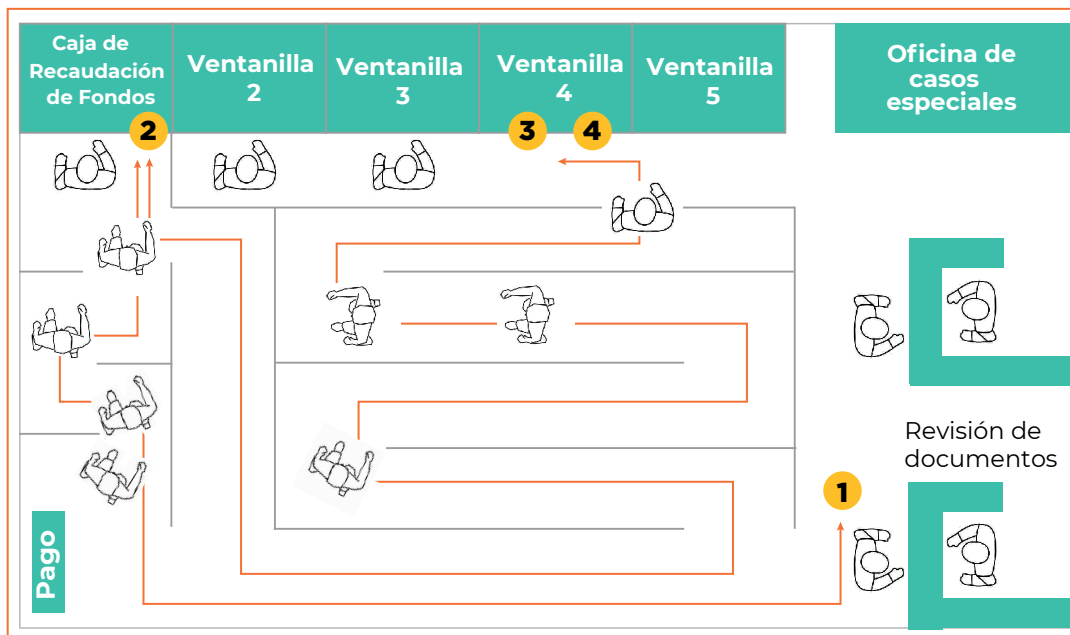 Caja de
Recaudación
de Fondos
Ventanilla
2
Ventanilla
3
Ventanilla
4
Ventanilla
5
Oficina de
casos
especiales
2
3
4
Revisión de
documentos
1
Pago